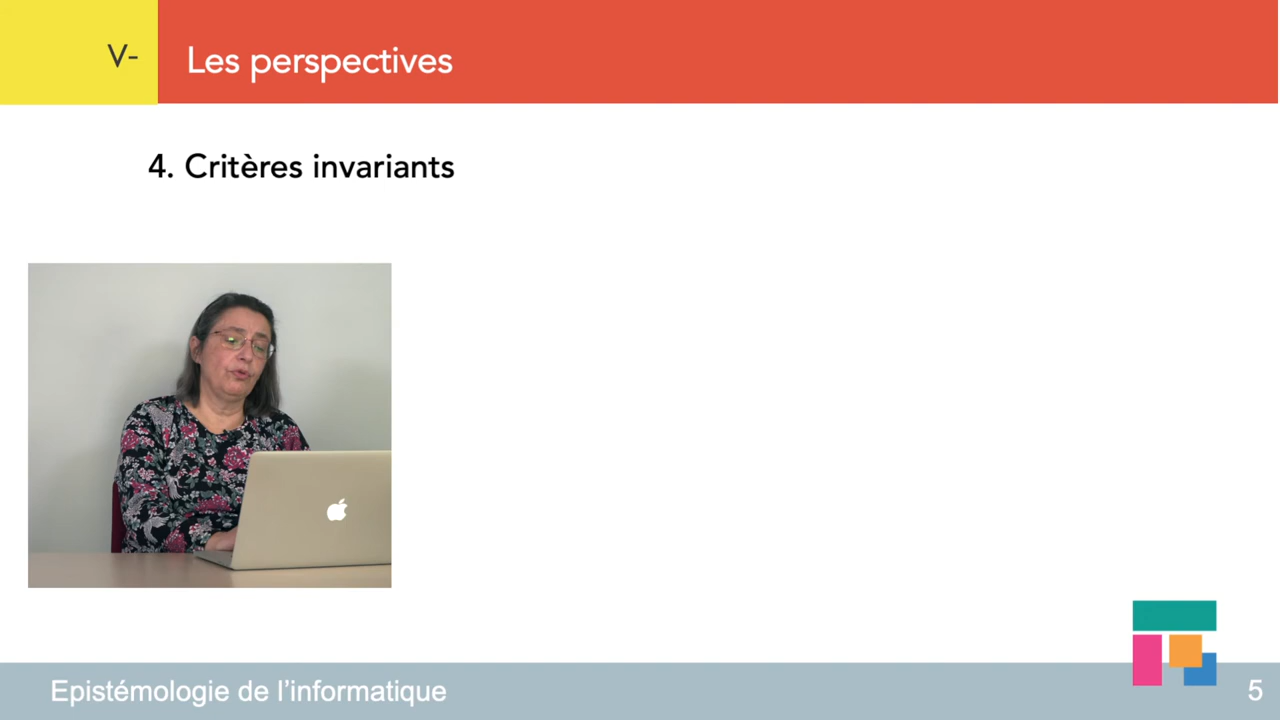 V-
Les perspectives
4. Critères invariants
Epistémologie de l’informatique
5